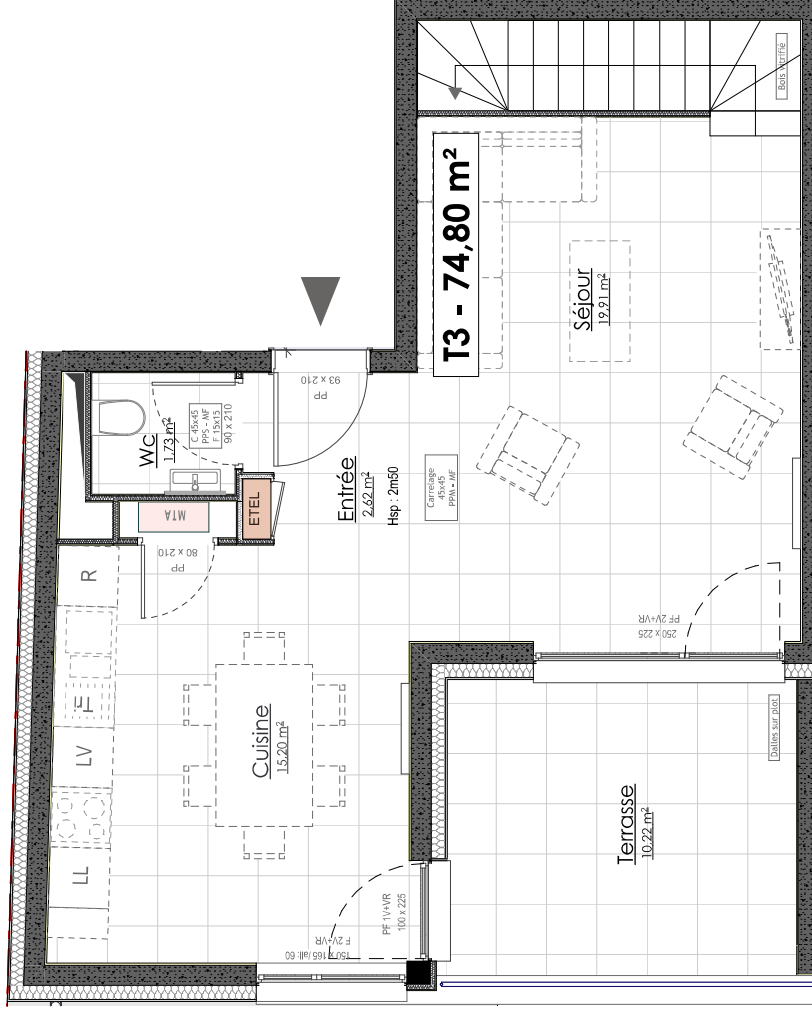 Bois vitrifié
T3 - 74,80 m²
Séjour
19,91 m²
PP
93 x 210
Wc
1,73 m²
C 45x45
PPS - MF
F 15x15
90 x 210
Entrée
2,62 m²
Hsp : 2m50
Carrelage
45x45
PPM - MF
MTA
ETEL
PP
80 x 210
R
LV
LL
Cuisine
15,20 m²
250 x 225
PF 2V+VR
Dalles sur plot
Terrasse
10,22 m²
PF 1V+VR
100 x 225
150 x 165/all: 60
F 2V+VR